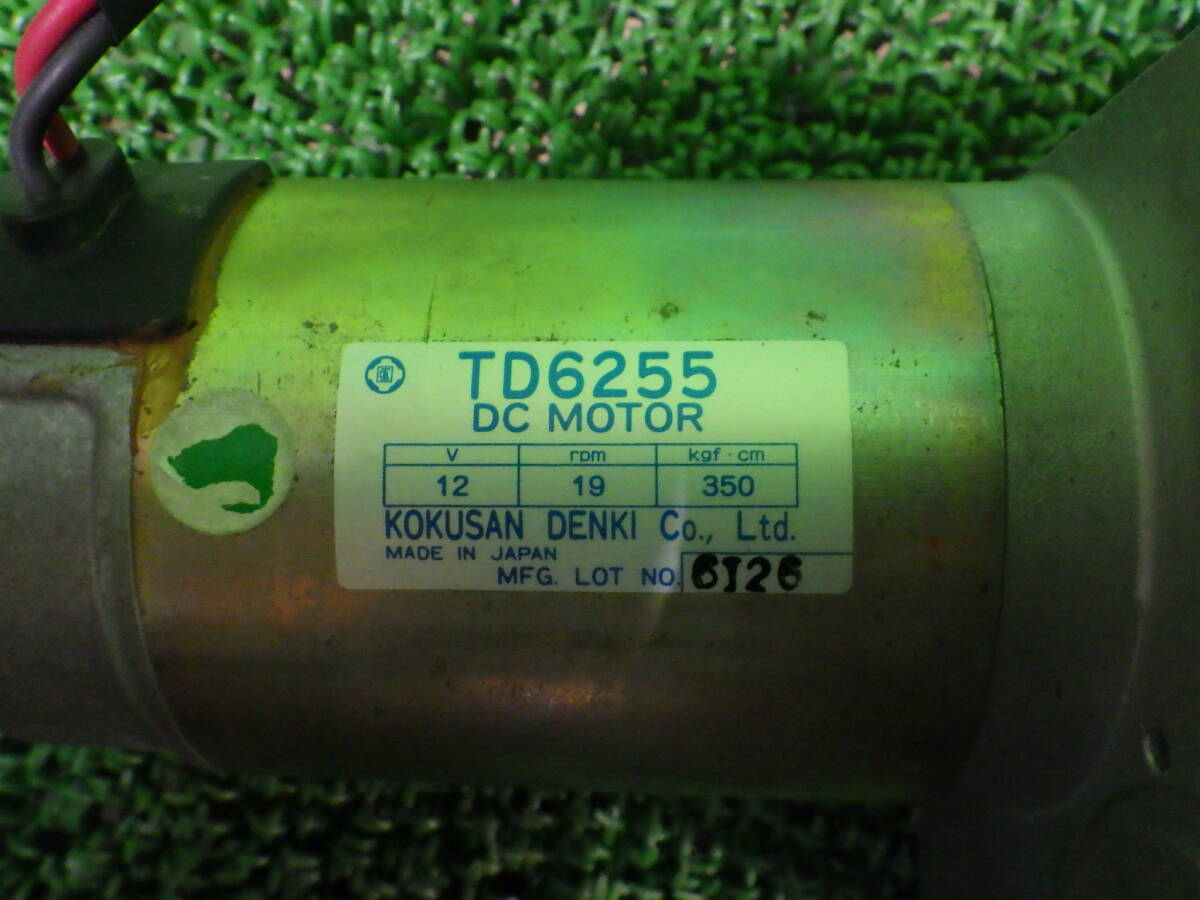 TD6255
DC MOTOR
V rpm kgf·cm
12 19 350
KOKUSAN DENKI Co., Ltd.
MADE IN JAPAN
MFG. LOT NO. 6J26